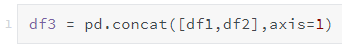 1 df3 = pd.concat([df1,df2],axis=1)